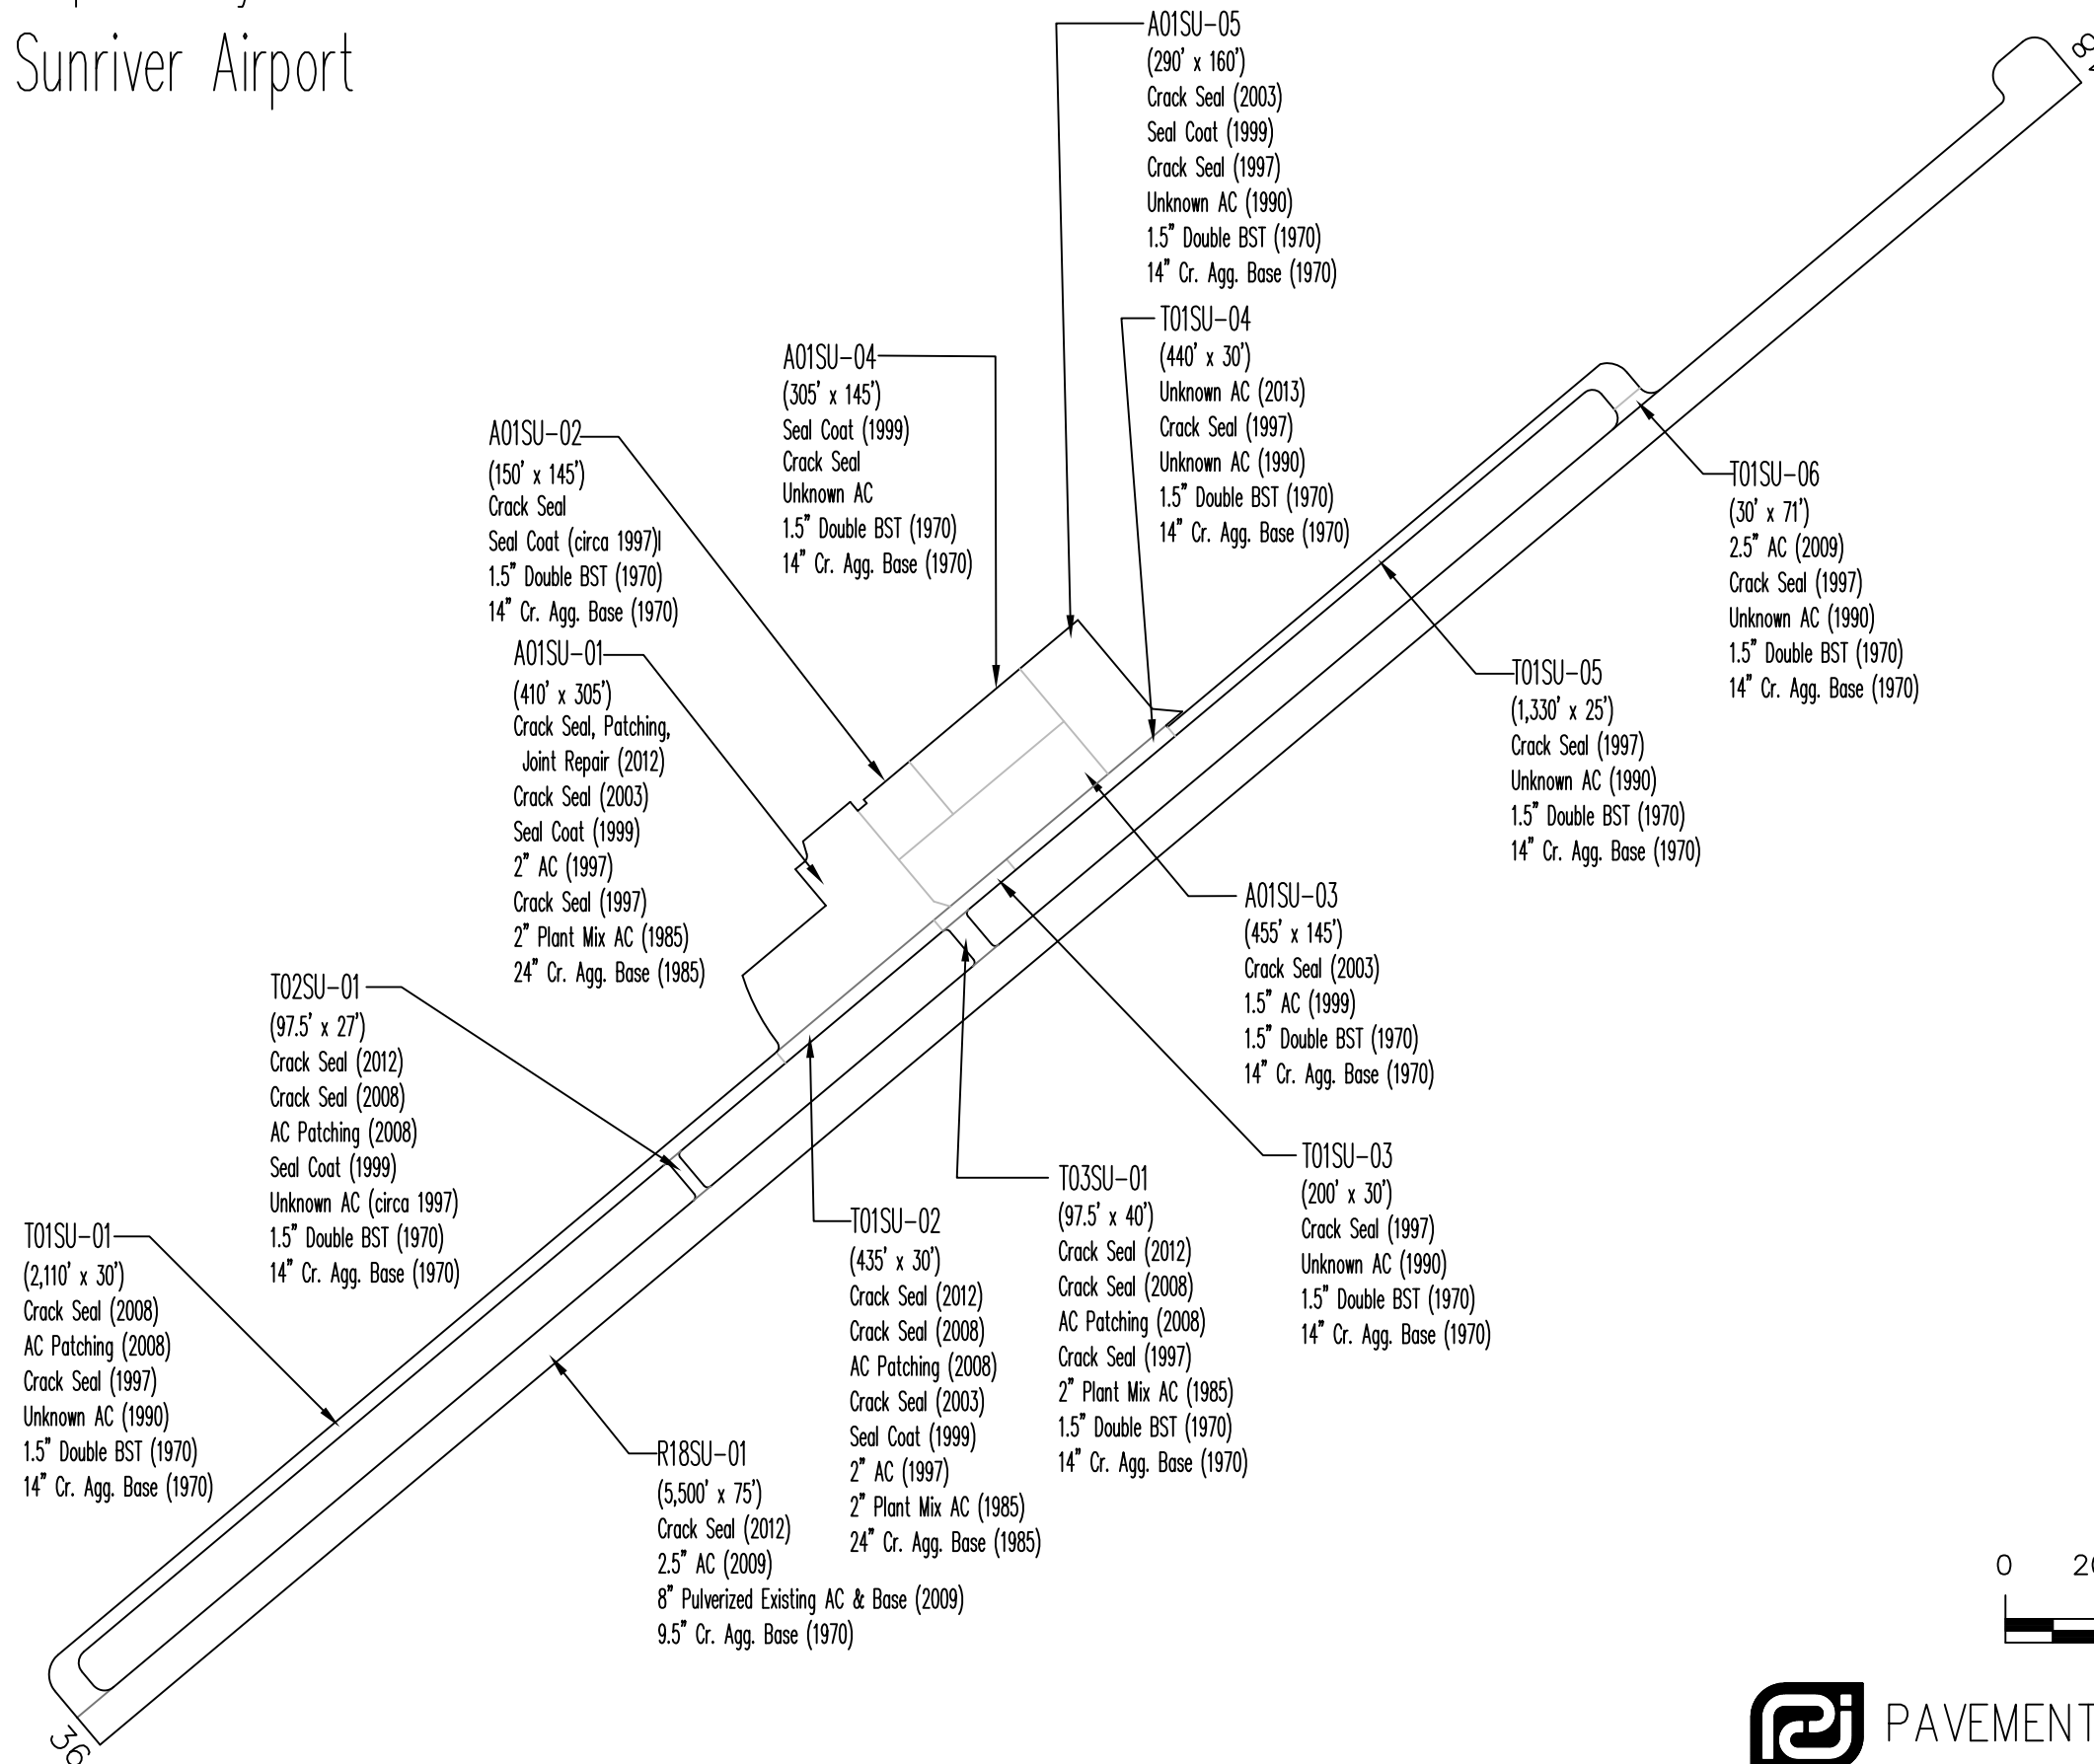 Sunriver Airport
A01SU-05
(290' x 160')
Crack Seal (2003)
Seal Coat (1999)
Crack Seal (1997)
Unknown AC (1990)
1.5" Double BST (1970)
14" Cr. Agg. Base (1970)
T01SU-04
(440' x 30')
Unknown AC (2013)
Crack Seal (1997)
Unknown AC (1990)
1.5" Double BST (1970)
14" Cr. Agg. Base (1970)
A01SU-04
(305' x 145')
Seal Coat (1999)
Crack Seal
Unknown AC
1.5" Double BST (1970)
14" Cr. Agg. Base (1970)
A01SU-02
(150' x 145')
Crack Seal
Seal Coat (circa 1997)l
1.5" Double BST (1970)
14" Cr. Agg. Base (1970)
A01SU-01
(410' x 305')
Crack Seal, Patching,
Joint Repair (2012)
Crack Seal (2003)
Seal Coat (1999)
2" AC (1997)
Crack Seal (1997)
2" Plant Mix AC (1985)
24" Cr. Agg. Base (1985)
T01SU-06
(30' x 71')
2.5" AC (2009)
Crack Seal (1997)
Unknown AC (1990)
1.5" Double BST (1970)
14" Cr. Agg. Base (1970)
T01SU-05
(1,330' x 25')
Crack Seal (1997)
Unknown AC (1990)
1.5" Double BST (1970)
14" Cr. Agg. Base (1970)
A01SU-03
(455' x 145')
Crack Seal (2003)
1.5" AC (1999)
1.5" Double BST (1970)
14" Cr. Agg. Base (1970)
T02SU-01
(97.5' x 27')
Crack Seal (2012)
Crack Seal (2008)
AC Patching (2008)
Seal Coat (1999)
Unknown AC (circa 1997)
1.5" Double BST (1970)
14" Cr. Agg. Base (1970)
T01SU-03
(200' x 30')
Crack Seal (1997)
Unknown AC (1990)
1.5" Double BST (1970)
14" Cr. Agg. Base (1970)
T03SU-01
(97.5' x 40')
Crack Seal (2012)
Crack Seal (2008)
AC Patching (2008)
Crack Seal (1997)
2" Plant Mix AC (1985)
1.5" Double BST (1970)
14" Cr. Agg. Base (1970)
T01SU-02
(435' x 30')
Crack Seal (2012)
Crack Seal (2008)
AC Patching (2008)
Crack Seal (2003)
Seal Coat (1999)
2" AC (1997)
2" Plant Mix AC (1985)
24" Cr. Agg. Base (1985)
T01SU-01
(2,110' x 30')
Crack Seal (2008)
AC Patching (2008)
Crack Seal (1997)
Unknown AC (1990)
1.5" Double BST (1970)
14" Cr. Agg. Base (1970)
R18SU-01
(5,500' x 75')
Crack Seal (2012)
2.5" AC (2009)
8" Pulverized Existing AC & Base (2009)
9.5" Cr. Agg. Base (1970)
36
0
PAVEMENT